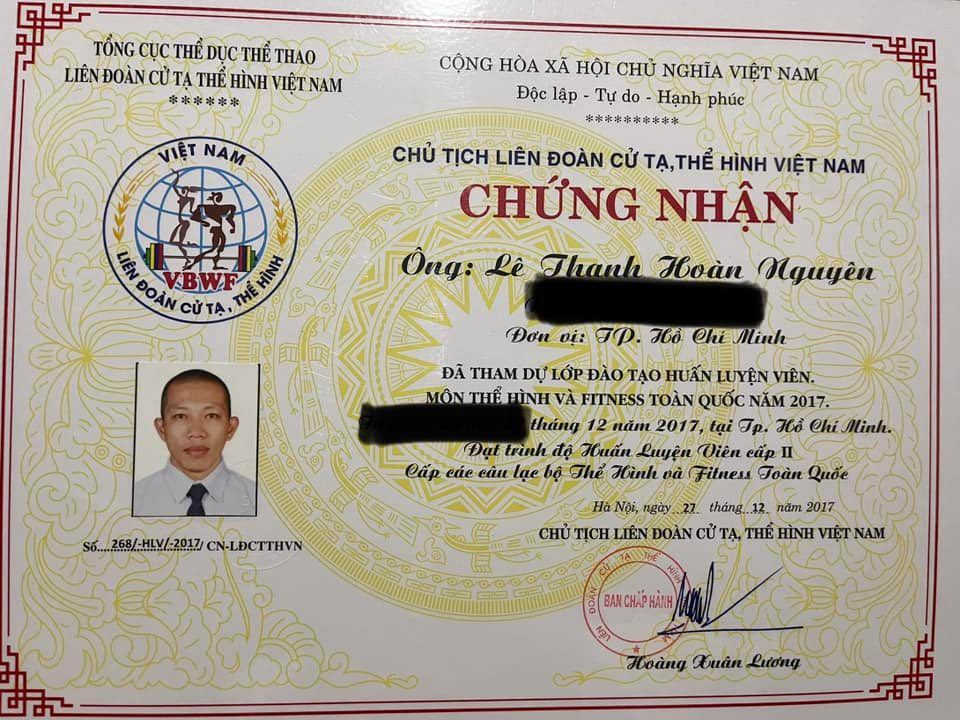 TỔNG CỤC THỂ DỤC THỂ THAO
LIÊN ĐOÀN CỬ TẠ THỂ HÌNH VIỆT NAM
******
CỘNG HÒA XÃ HỘI CHỦ NGHĨA VIỆT NAM
Độc lập - Tự do - Hạnh phúc
**********
VIỆT NAM
VBWF
LIÊN ĐOÀN CỬ TẠ, THỂ HÌNH
CHỦ TỊCH LIÊN ĐOÀN CỬ TẠ,THỂ HÌNH VIỆT NAM
CHỨNG NHẬN
Ông: Lê Thanh Hoàn Nguyên
Đơn vị: TP. Hồ Chí Minh
ĐÃ THAM DỰ LỚP ĐÀO TẠO HUẤN LUYỆN VIÊN.
MÔN THỂ HÌNH VÀ FITNESS TOÀN QUỐC NĂM 2017.
tháng 12 năm 2017, tại Tp. Hồ Chí Minh.
Đạt trình độ Huấn Luyện Viên cấp II
Cấp các câu lạc bộ Thể Hình và Fitness Toàn Quốc
Hà Nội, ngày 27 tháng 12 năm 2017
CHỦ TỊCH LIÊN ĐOÀN CỬ TẠ, THỂ HÌNH VIỆT NAM
Số....268/-HLV/-2017/ CN-LĐCTTHVN
LIÊN ĐOÀN CỬ TẠ THỂ HÌNH
BAN CHẤP HÀNH
Hoàng Xuân Lương